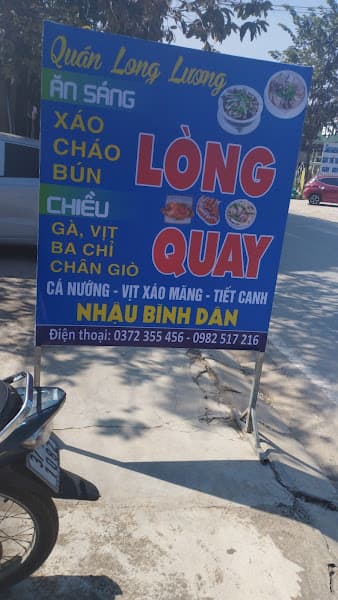 Quán Long Lương
ĂN SÁNG
XÁO
CHÁO
BÚN
LÒNG
CHIỀU
GÀ, VỊT
BA CHỈ
CHÂN GIÒ
QUAY
CÁ NƯỚNG - VỊT XÁO MĂNG - TIẾT CANH
NHẬU BÌNH DÂN
Điện thoại: 0372 355 456 - 0982 517 216